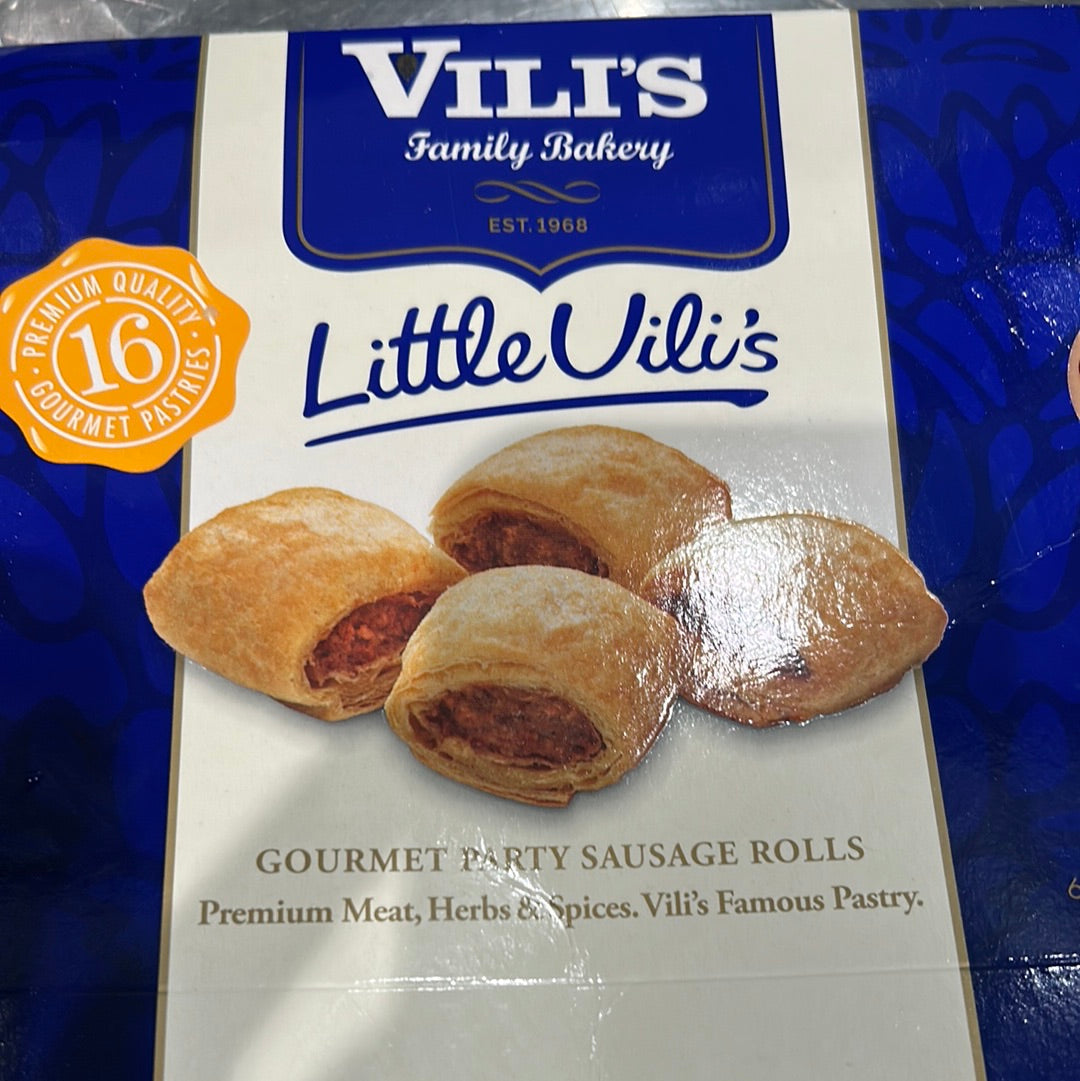 VILI'S
Family Bakery
EST. 1968
Little Vili's
PREMIUM QUALITY
16
GOURMET PASTRIES
GOURMET PARTY SAUSAGE ROLLS
Premium Meat, Herbs & Spices. Vili's Famous Pastry.